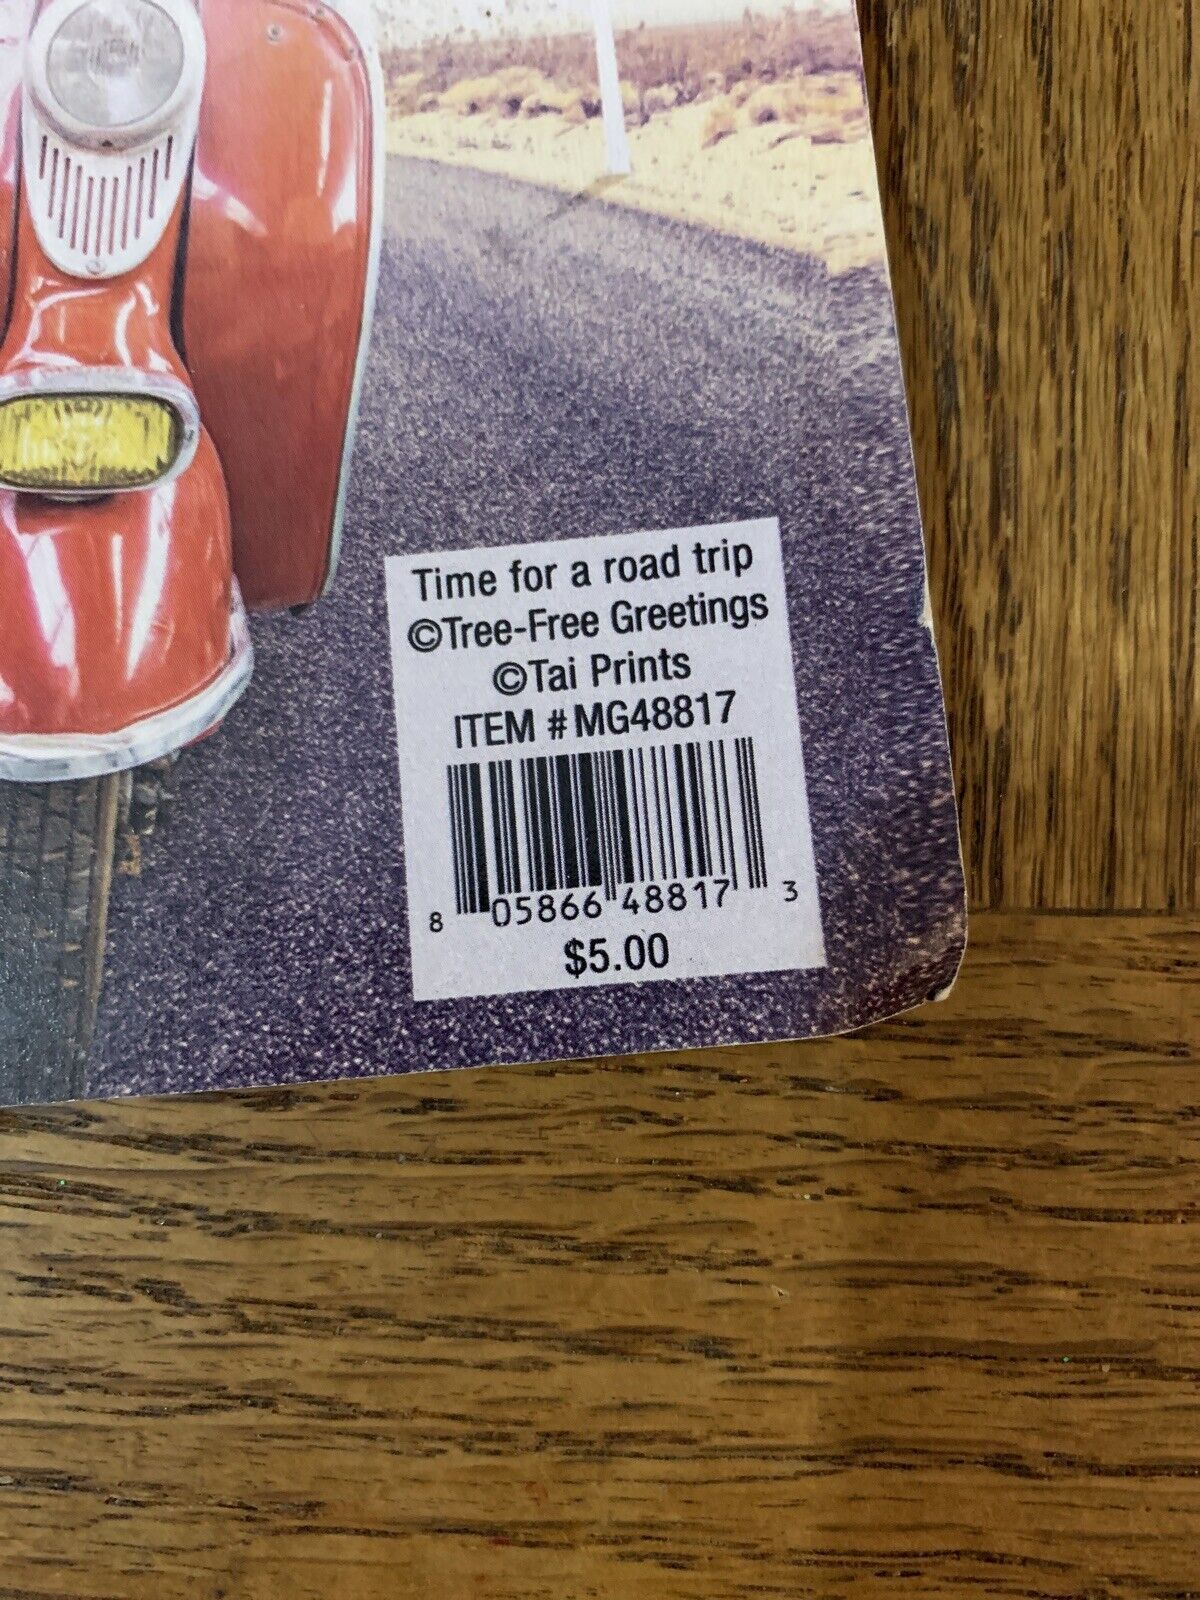 Time for a road trip
©Tree-Free Greetings
©Tai Prints
ITEM #MG48817
8 05866 48817 3
$5.00